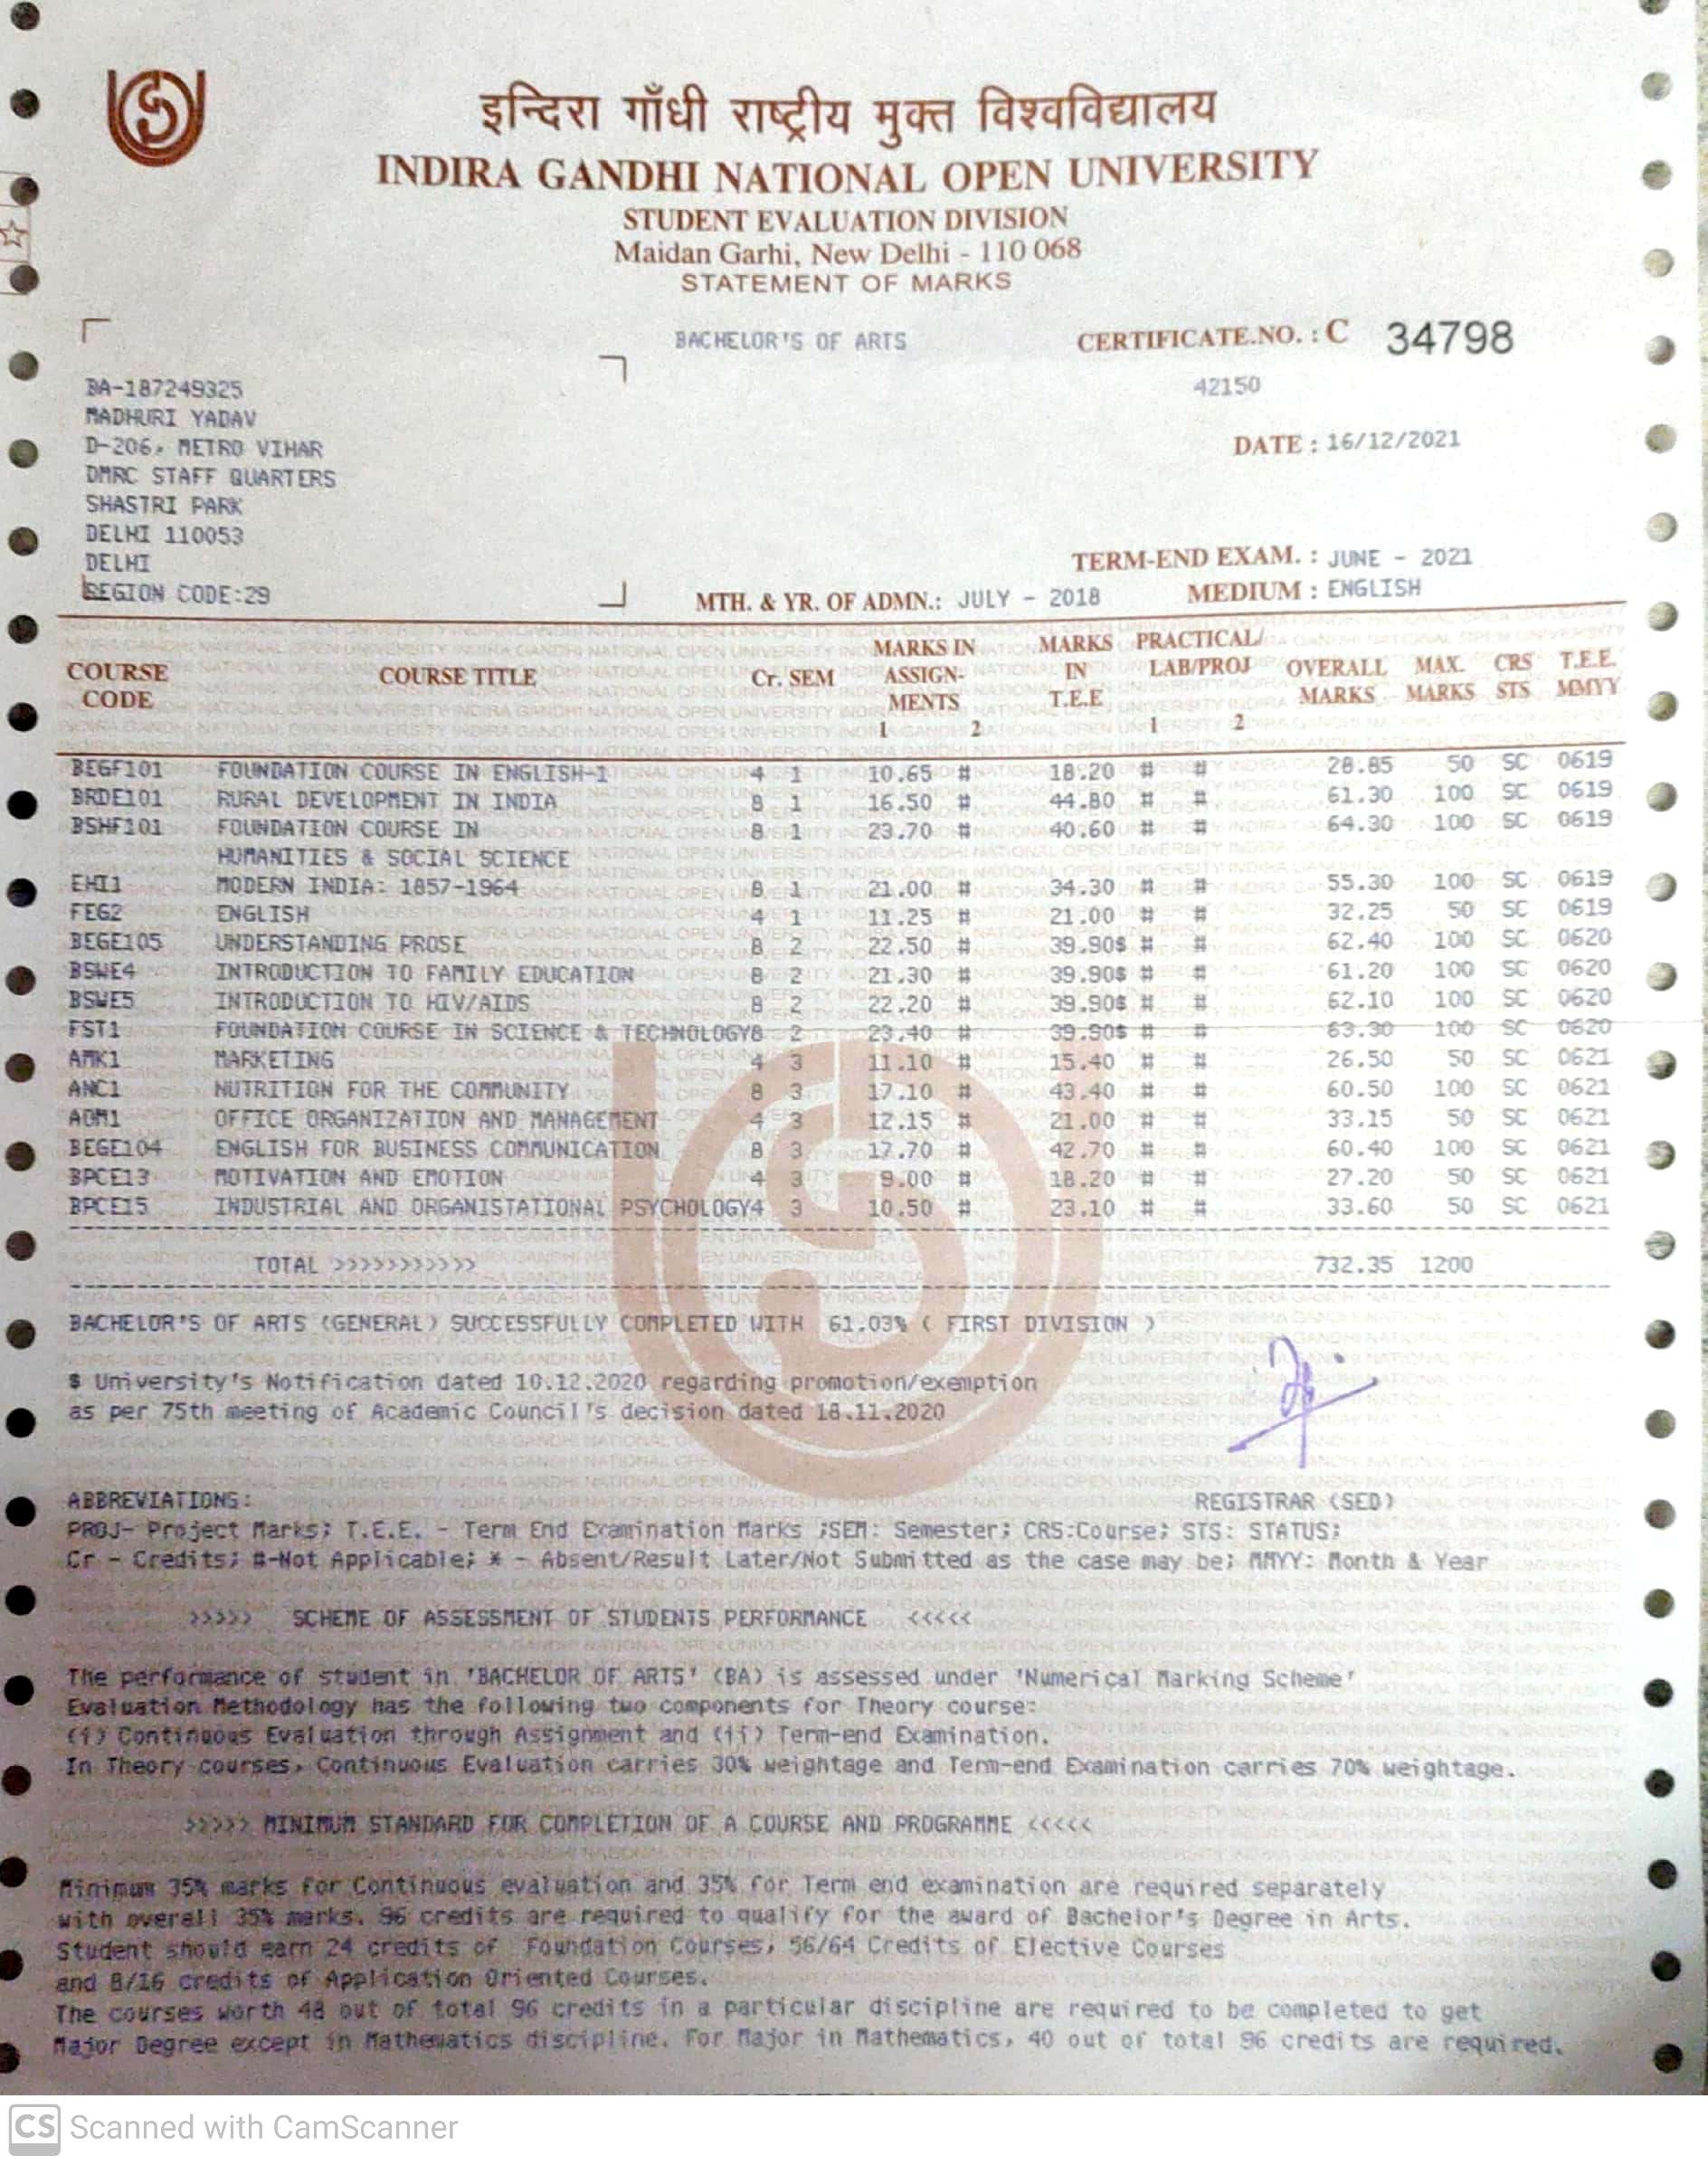 इन्दिरा गाँधी राष्ट्रीय मुक्त विश्वविद्यालय
INDIRA GANDHI NATIONAL OPEN UNIVERSITY
STUDENT EVALUATION DIVISION
Maidan Garhi, New Delhi - 110 068
STATEMENT OF MARKS
BACHELOR'S OF ARTS CERTIFICATE.NO. : C 34798
42150
BA-187249325
MADHURI YADAV
DATE : 16/12/2021
D-206, METRO VIHAR
DMRC STAFF QUARTERS
SHASTRI PARK
DELHI 110053
DELHI
TERM-END EXAM. : JUNE - 2021
REGION CODE:29 MTH. & YR. OF ADMN.: JULY - 2018 MEDIUM : ENGLISH
COURSE CODE COURSE TITLE Cr. SEM MARKS IN ASSIGN-MENTS 1 2 MARKS IN T.E.E PRACTICAL/ LAB/PROJ 1 2 OVERALL MARKS MAX. MARKS CRS STS T.E.E. MMYY
BEGF101 FOUNDATION COURSE IN ENGLISH-1 4 1 10.65 # 18.20 # # 28.85 50 SC 0619
BRDE101 RURAL DEVELOPMENT IN INDIA 8 1 16.50 # 44.80 # # 61.30 100 SC 0619
BSHF101 FOUNDATION COURSE IN 8 1 23.70 # 40.60 # # 64.30 100 SC 0619
HUMANITIES & SOCIAL SCIENCE
EHI1 MODERN INDIA: 1857-1964 8 1 21.00 # 34.30 # # 55.30 100 SC 0619
FEG2 ENGLISH 4 1 11.25 # 21.00 # # 32.25 50 SC 0619
BEGE105 UNDERSTANDING PROSE 8 2 22.50 # 39.90$ # # 62.40 100 SC 0620
BSWE4 INTRODUCTION TO FAMILY EDUCATION 8 2 21.30 # 39.90$ # # 61.20 100 SC 0620
BSWE5 INTRODUCTION TO HIV/AIDS 8 2 22.20 # 39.90$ # # 62.10 100 SC 0620
FST1 FOUNDATION COURSE IN SCIENCE & TECHNOLOGY8 2 23.40 # 39.90$ # # 63.30 100 SC 0620
AMK1 MARKETING 4 3 11.10 # 15.40 # # 26.50 50 SC 0621
ANC1 NUTRITION FOR THE COMMUNITY 8 3 17.10 # 43.40 # # 60.50 100 SC 0621
AOM1 OFFICE ORGANIZATION AND MANAGEMENT 4 3 12.15 # 21.00 # # 33.15 50 SC 0621
BEGE104 ENGLISH FOR BUSINESS COMMUNICATION 8 3 17.70 # 42.70 # # 60.40 100 SC 0621
BPCE13 MOTIVATION AND EMOTION 4 3 9.00 # 18.20 # # 27.20 50 SC 0621
BPCE15 INDUSTRIAL AND ORGANISTATIONAL PSYCHOLOGY4 3 10.50 # 23.10 # # 33.60 50 SC 0621
TOTAL >>>>>>>>>>> 732.35 1200
BACHELOR'S OF ARTS (GENERAL) SUCCESSFULLY COMPLETED WITH 61.03% ( FIRST DIVISION )
$ University's Notification dated 10.12.2020 regarding promotion/exemption
as per 75th meeting of Academic Council's decision dated 18.11.2020
ABBREVIATIONS: REGISTRAR (SED)
PROJ- Project Marks; T.E.E. - Term End Examination Marks ;SEM: Semester; CRS:Course; STS: STATUS;
Cr - Credits; #-Not Applicable; * - Absent/Result Later/Not Submitted as the case may be; MMYY: Month & Year
>>>>> SCHEME OF ASSESSMENT OF STUDENTS PERFORMANCE <<<<<
The performance of student in 'BACHELOR OF ARTS' (BA) is assessed under 'Numerical Marking Scheme'
Evaluation Methodology has the following two components for Theory course:
(i) Continuous Evaluation through Assignment and (ii) Term-end Examination.
In Theory courses, Continuous Evaluation carries 30% weightage and Term-end Examination carries 70% weightage.
>>>>> MINIMUM STANDARD FOR COMPLETION OF A COURSE AND PROGRAMME <<<<<
Minimum 35% marks for Continuous evaluation and 35% for Term end examination are required separately
with overall 35% marks. 96 credits are required to qualify for the award of Bachelor's Degree in Arts.
Student should earn 24 credits of Foundation Courses, 56/64 Credits of Elective Courses
and 8/16 credits of Application Oriented Courses.
The courses worth 48 out of total 96 credits in a particular discipline are required to be completed to get
Major Degree except in Mathematics discipline. For Major in Mathematics, 40 out of total 96 credits are required.
CS Scanned with CamScanner